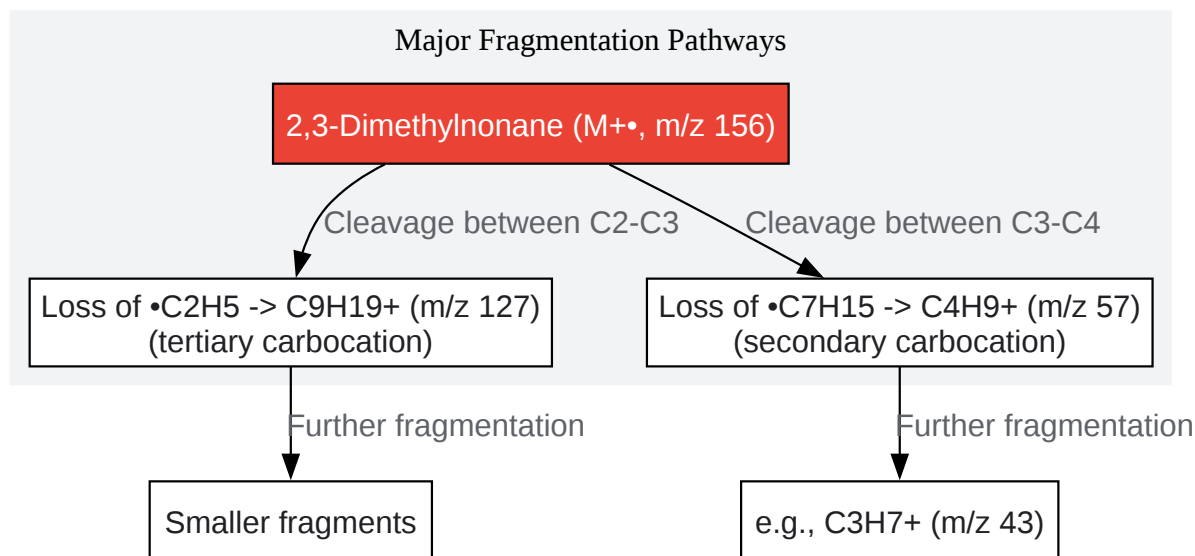 Major Fragmentation Pathways
2,3-Dimethylnonane (M+•, m/z 156)
Cleavage between C2-C3
Cleavage between C3-C4
Loss of •C2H5 -> C9H19+ (m/z 127)
(tertiary carbocation)
Loss of •C7H15 -> C4H9+ (m/z 57)
(secondary carbocation)
Further fragmentation
Further fragmentation
Smaller fragments
e.g., C3H7+ (m/z 43)